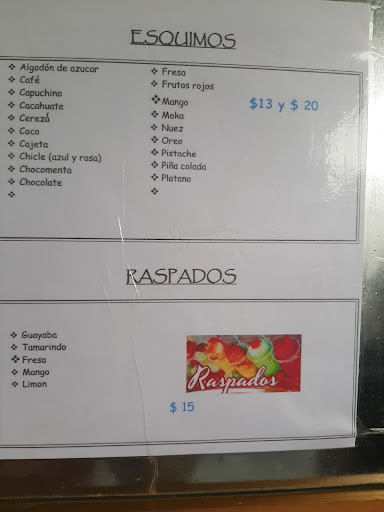 ESQUIMOS
Algodón de azucar
Café
Capuchino
Cacahuate
Cereza
Coco
Cajeta
Chicle (azul y rosa)
Chocomenta
Chocolate
Fresa
Frutos rojos
Mango
Moka
Nuez
Oreo
Pistache
Piña colada
Platano
$13 y $ 20
RASPADOS
Guayaba
Tamarindo
Fresa
Mango
Limon
Raspados
$ 15